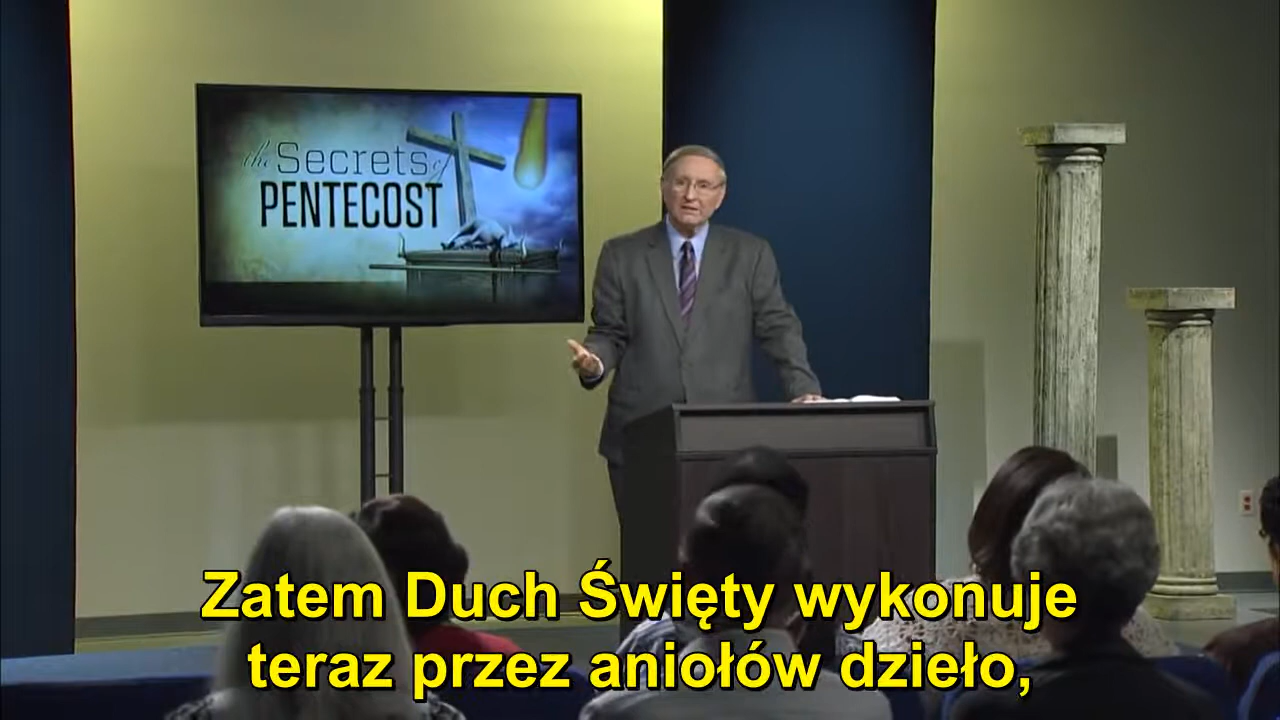 the Secrets of
PENTECOST
Zatem Duch Święty wykonuje
teraz przez aniołów dzieło,